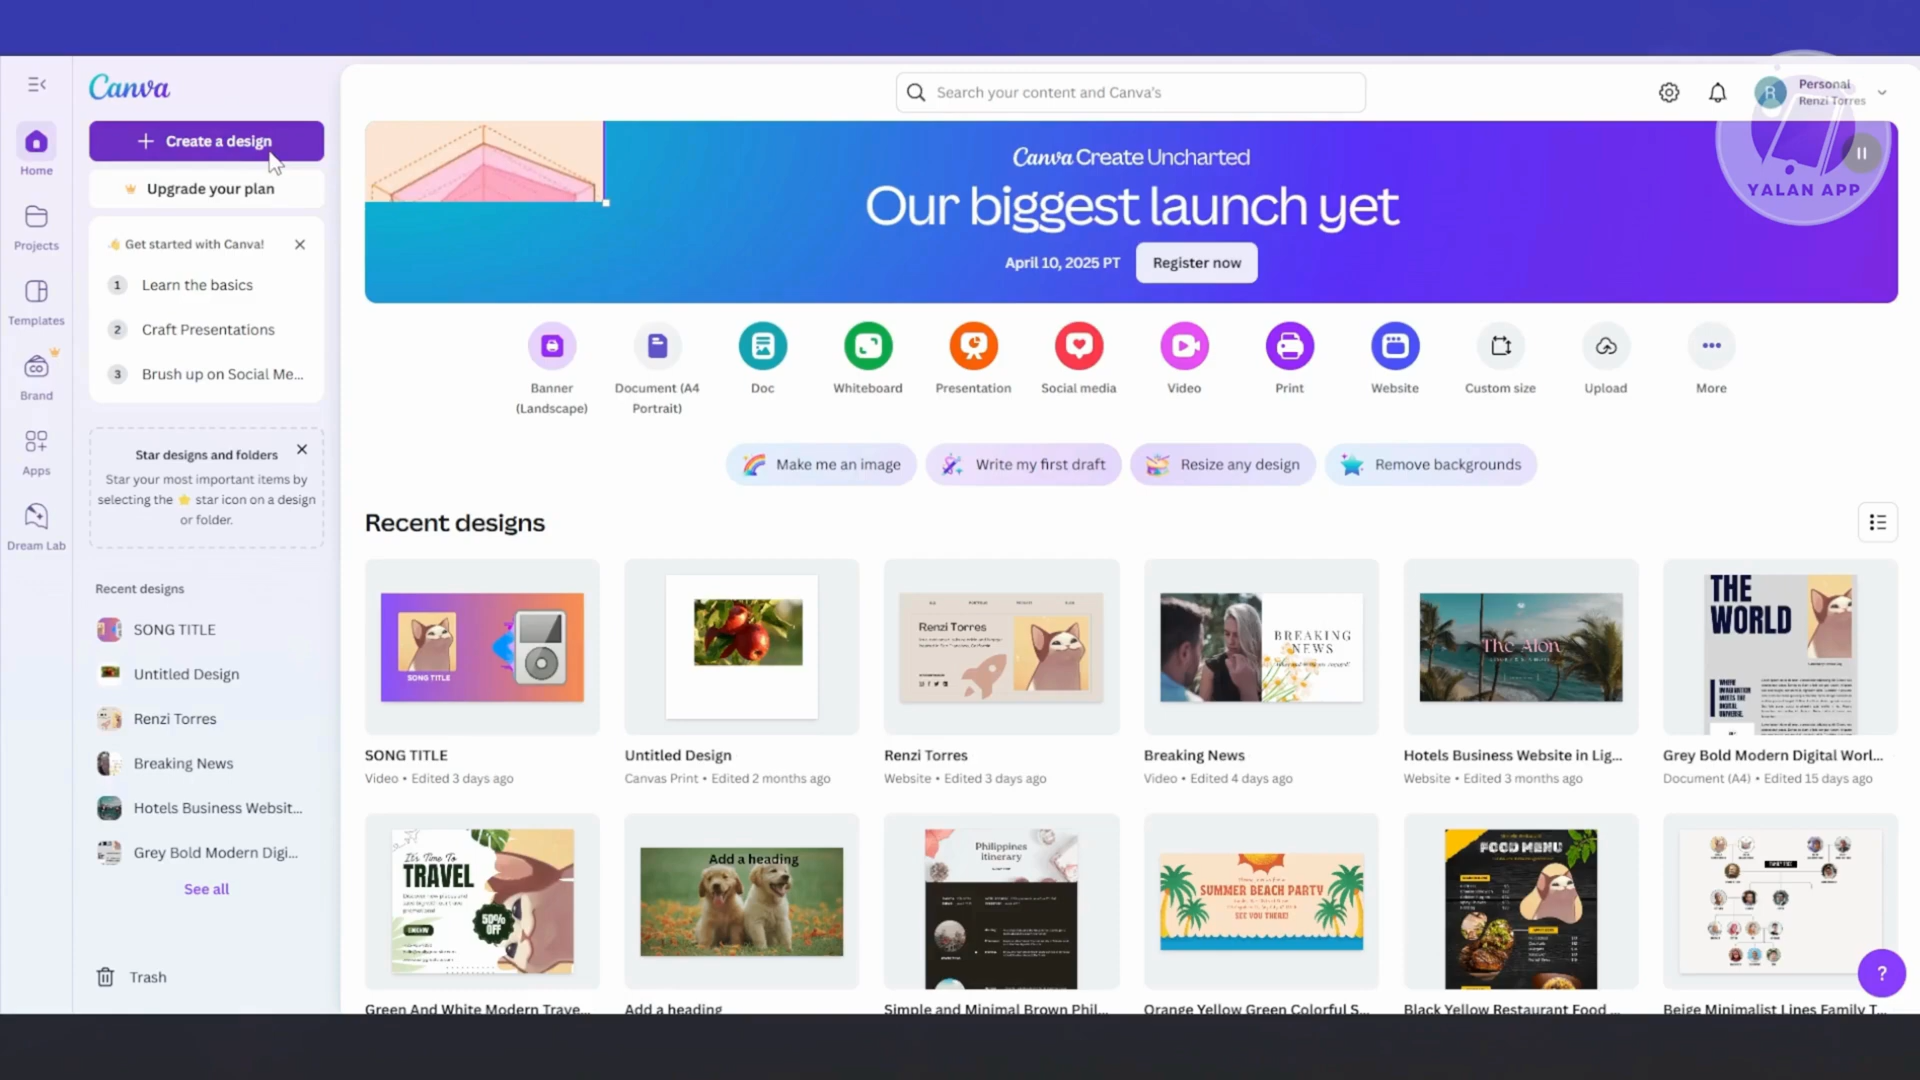 Canva
Create a design
Upgrade your plan
Get started with Canva!
1 Learn the basics
2 Craft Presentations
3 Brush up on Social Me...
Star designs and folders
Star your most important items by
selecting the ⭐ star icon on a design
or folder.
Recent designs
SONG TITLE
Untitled Design
Renzi Torres
Breaking News
Hotels Business Websit...
Grey Bold Modern Digi...
See all
Trash
Home
Projects
Templates
Brand
Apps
Dream Lab
Search your content and Canva's
R
Personal
Renzi Torres
YALAN APP
Canva Create Uncharted
Our biggest launch yet
April 10, 2025 PT
Register now
Banner
(Landscape)
Document (A4
Portrait)
Doc
Whiteboard
Presentation
Social media
Video
Print
Website
Custom size
Upload
More
Make me an image
Write my first draft
Resize any design
Remove backgrounds
Recent designs
SONG TITLE
SONG TITLE
Video • Edited 3 days ago
Untitled Design
Canvas Print • Edited 2 months ago
Renzi Torres
Renzi Torres
Website • Edited 3 days ago
BREAKING
NEWS
Breaking News
Video • Edited 4 days ago
The Alon
Hotels Business Website in Lig...
Website • Edited 3 months ago
THE
WORLD
Grey Bold Modern Digital Worl...
Document (A4) • Edited 15 days ago
It's Time To
TRAVEL
50%
OFF
Green And White Modern Trave...
Add a heading
Add a heading
Philippines
itinerary
Simple and Minimal Brown Phil...
SUMMER BEACH PARTY
SEE YOU THERE!
Orange Yellow Green Colorful S...
FOOD MENU
Black Yellow Restaurant Food ...
Beige Minimalist Lines Family T...
?